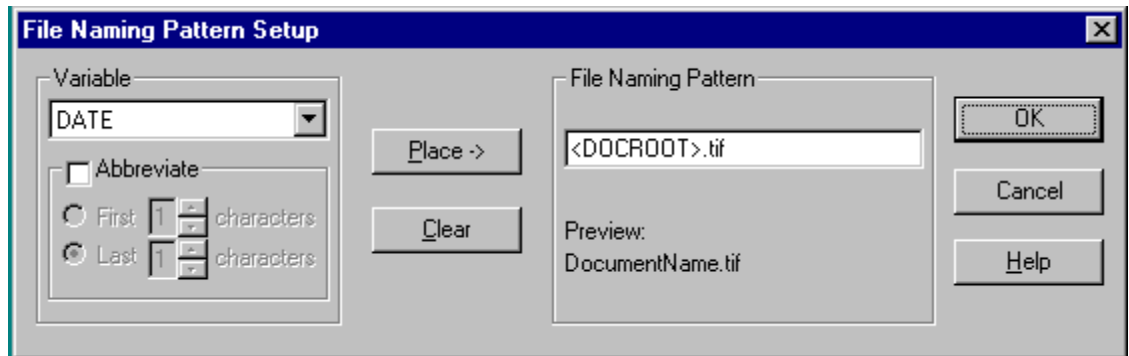 File Naming Pattern Setup
Variable
DATE
Abbreviate
First 1 characters
Last 1 characters
Place ->
Clear
File Naming Pattern
<DOCROOT>.tif
Preview:
DocumentName.tif
OK
Cancel
Help